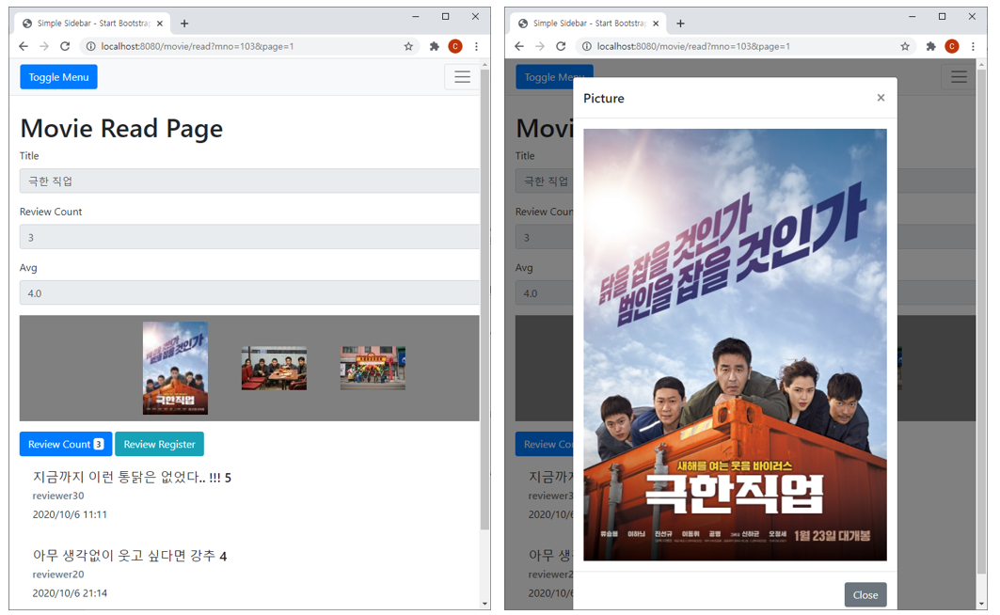 Simple Sidebar - Start Bootstrap
localhost:8080/movie/read?mno=103&page=1
C
Toggle Menu
Movie Read Page
Title
극한 직업
Review Count
3
Avg
4.0
극한직업
Review Count 3
Review Register
지금까지 이런 통닭은 없었다.. !!! 5
reviewer30
2020/10/6 11:11
아무 생각없이 웃고 싶다면 강추 4
reviewer20
2020/10/6 21:14
Simple Sidebar - Start Bootstrap
localhost:8080/movie/read?mno=103&page=1
C
Toggle Menu
Picture
×
Movi
Title
극한 직업
Review Coun
3
Avg
4.0
닭을 잡을 것인가
범인을 잡을 것인가
새해를 여는 웃음 바이러스
극한직업
류승룡 이하늬 진선규 이동휘 공명 신하균 오정세 1월 23일 대개봉
Review Cou
지금까지
reviewer3
2020/10/6
아무 생
reviewer2
2020/10/6
Close